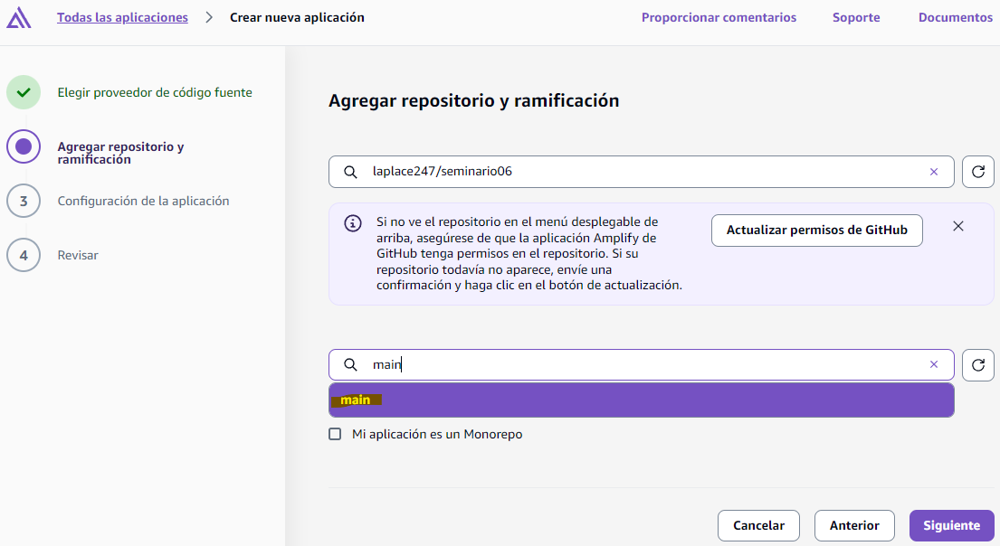 Todas las aplicaciones > Crear nueva aplicación
Proporcionar comentarios Soporte Documentos
Elegir proveedor de código fuente
Agregar repositorio y
ramificación
3 Configuración de la aplicación
4 Revisar
Agregar repositorio y ramificación
laplace247/seminario06
Si no ve el repositorio en el menú desplegable de
arriba, asegúrese de que la aplicación Amplify de
GitHub tenga permisos en el repositorio. Si su
repositorio todavía no aparece, envíe una
confirmación y haga clic en el botón de actualización.
Actualizar permisos de GitHub
main
main
Mi aplicación es un Monorepo
Cancelar Anterior Siguiente